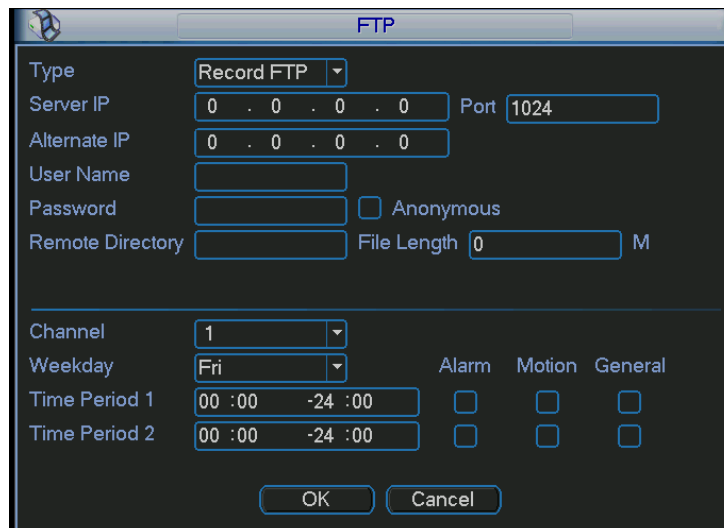 FTP
Type Record FTP
Server IP 0 . 0 . 0 . 0 Port 1024
Alternate IP 0 . 0 . 0 . 0
User Name
Password Anonymous
Remote Directory File Length 0 M
Channel 1
Weekday Fri Alarm Motion General
Time Period 1 00 :00 -24 :00
Time Period 2 00 :00 -24 :00
OK Cancel